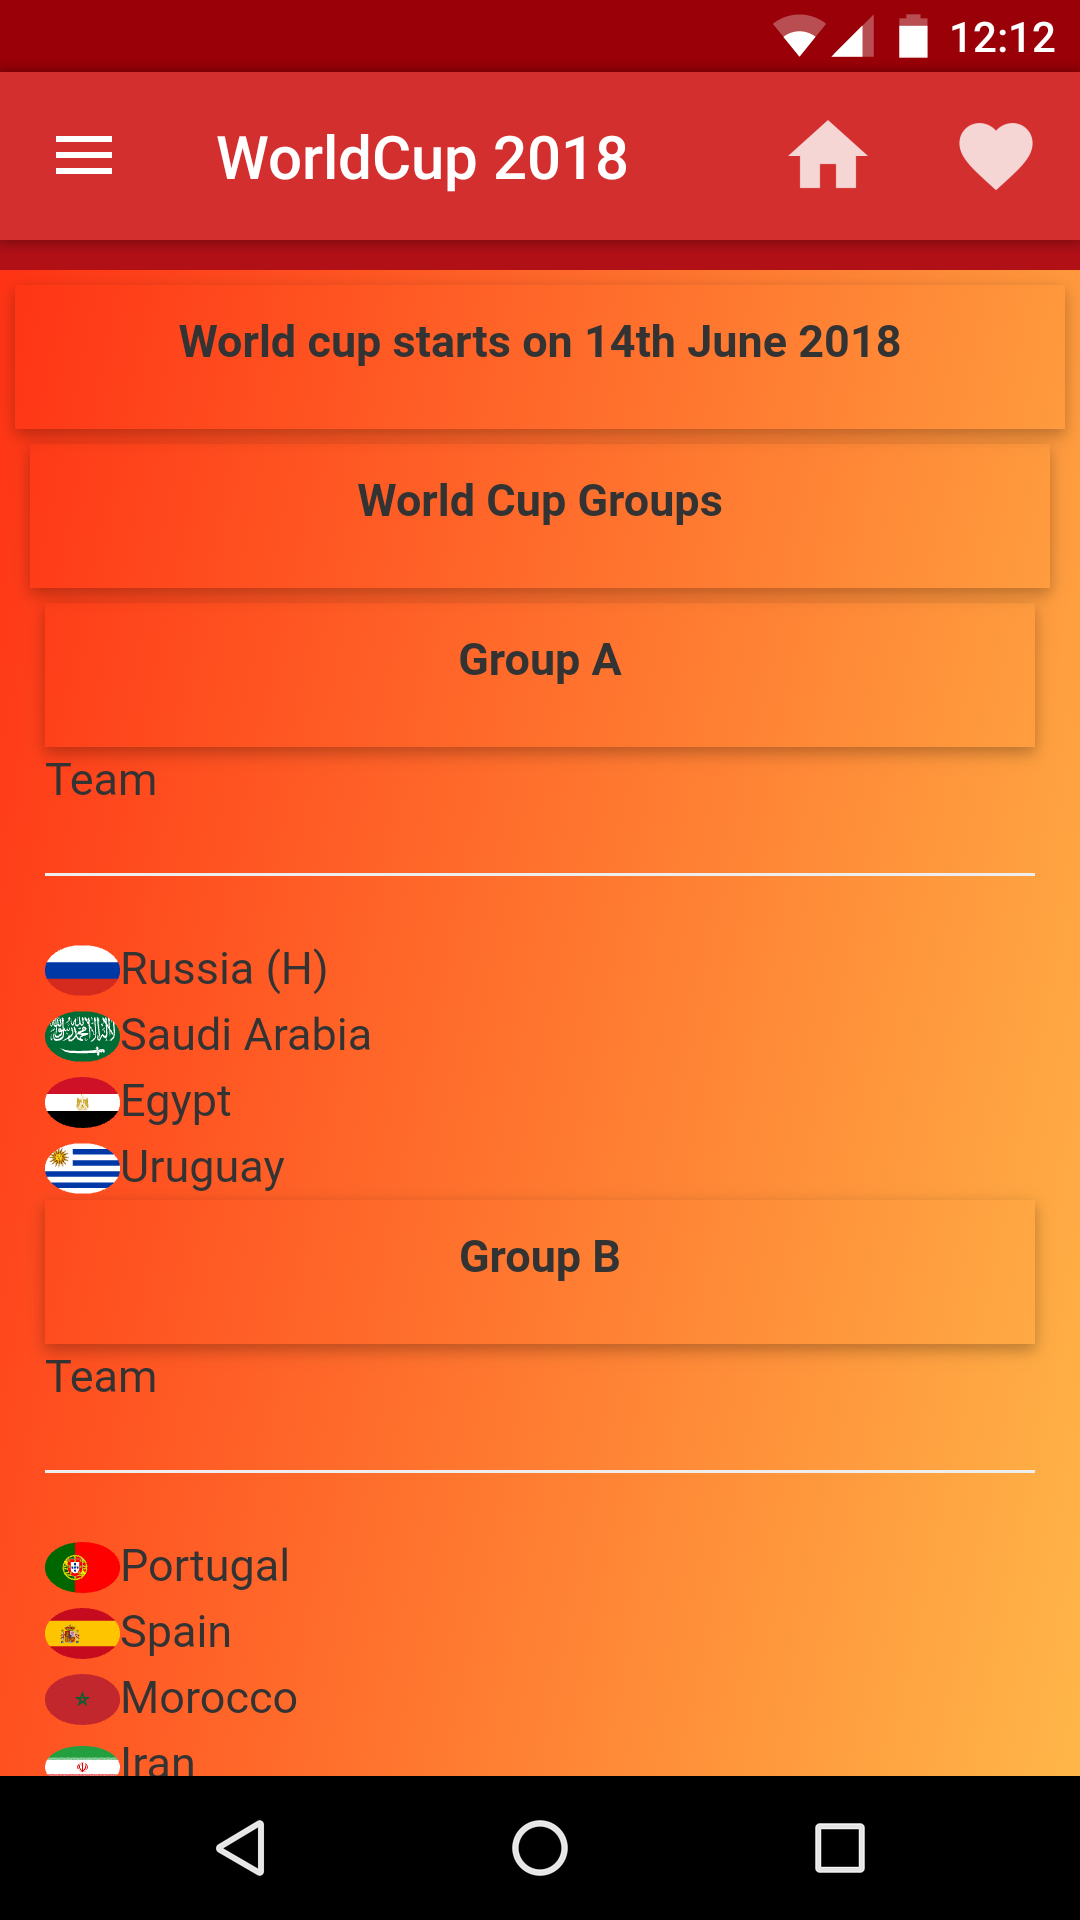 12:12
WorldCup 2018
World cup starts on 14th June 2018
World Cup Groups
Group A
Team
Russia (H)
Saudi Arabia
Egypt
Uruguay
Group B
Team
Portugal
Spain
Morocco
Iran